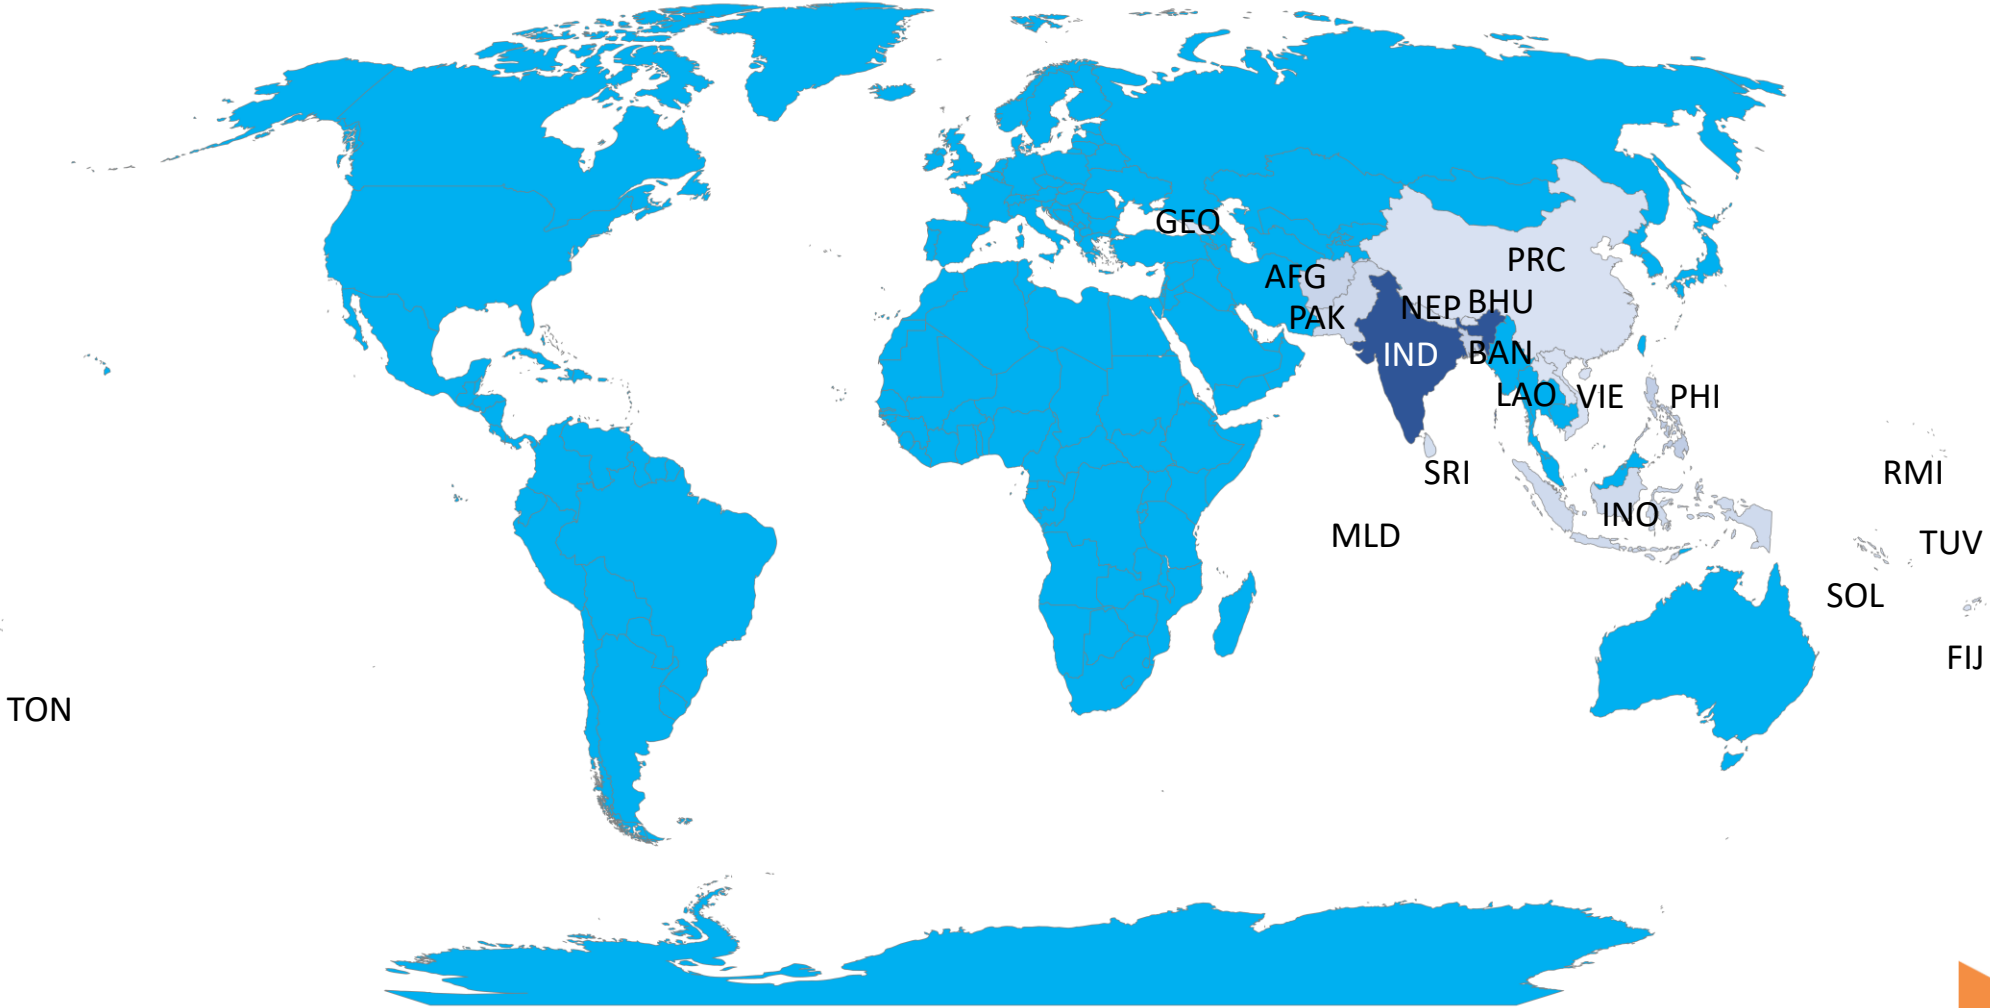 GEO
PRC
AFG
NEP
BHU
PAK
IND
BAN
LAO
VIE
PHI
SRI
RMI
INO
MLD
TUV
SOL
FIJ
TON